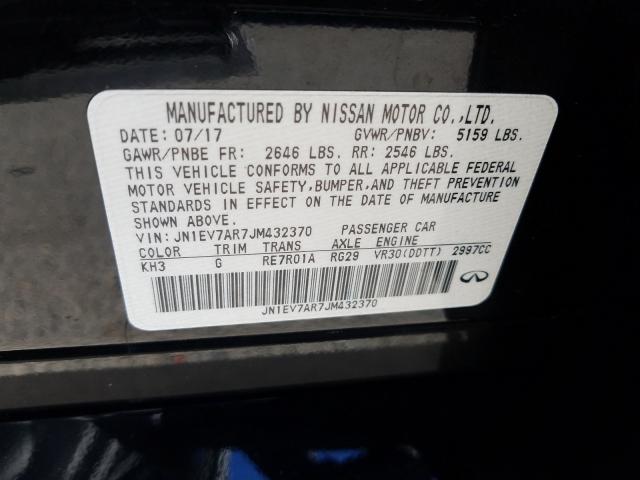 MANUFACTURED BY NISSAN MOTOR CO.,LTD.
DATE: 07/17 GVWR/PNBV: 5159 LBS.
GAWR/PNBE FR: 2646 LBS. RR: 2546 LBS.
THIS VEHICLE CONFORMS TO ALL APPLICABLE FEDERAL
MOTOR VEHICLE SAFETY, BUMPER, AND THEFT PREVENTION
STANDARDS IN EFFECT ON THE DATE OF MANUFACTURE
SHOWN ABOVE.
VIN: JN1EV7AR7JM432370 PASSENGER CAR
COLOR TRIM TRANS AXLE ENGINE
KH3 G RE7R01A RG29 VR30(DDTT) 2997CC
JN1EV7AR7JM432370